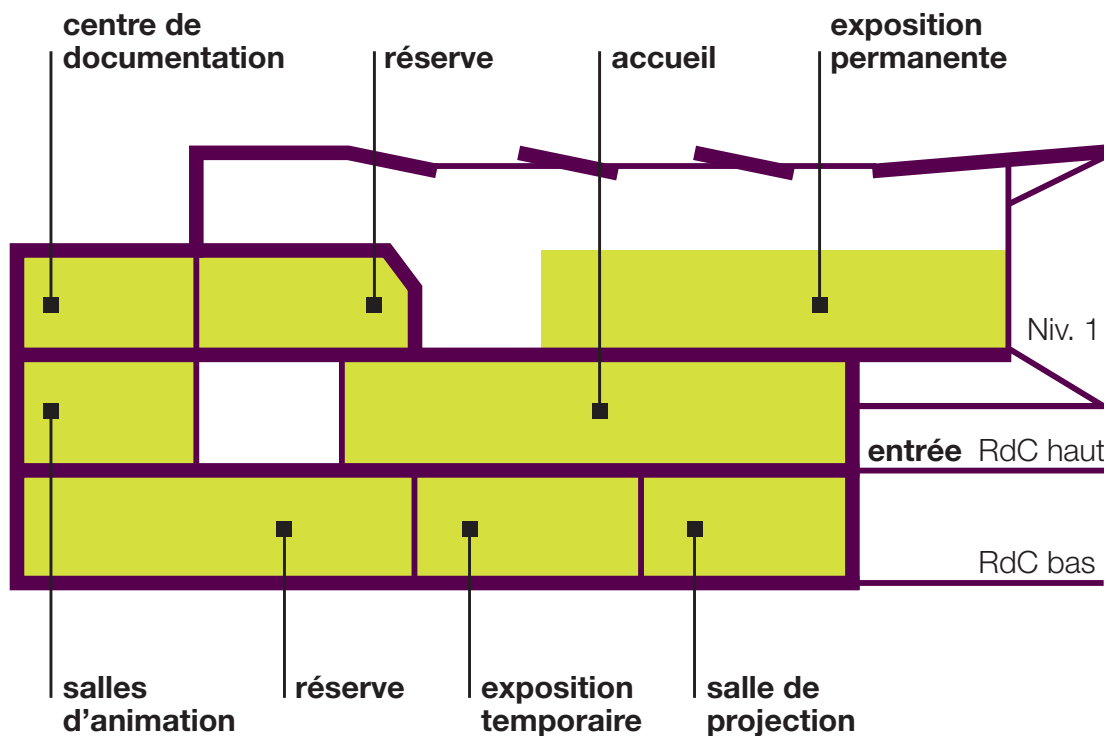 centre de
documentation
réserve
accueil
exposition
permanente
Niv. 1
entrée RdC haut
RdC bas
salles
d’animation
réserve
exposition
temporaire
salle de
projection